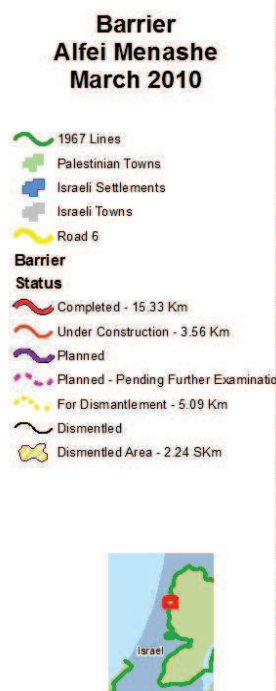 Barrier
Alfei Menashe
March 2010
1967 Lines
Palestinian Towns
Israeli Settlements
Israeli Towns
Road 6
Barrier
Status
Completed - 15.33 Km
Under Construction - 3.56 Km
Planned
Planned - Pending Further Examinatio
For Dismantlement - 5.09 Km
Dismentled
Dismentled Area - 2.24 SKm
Israel